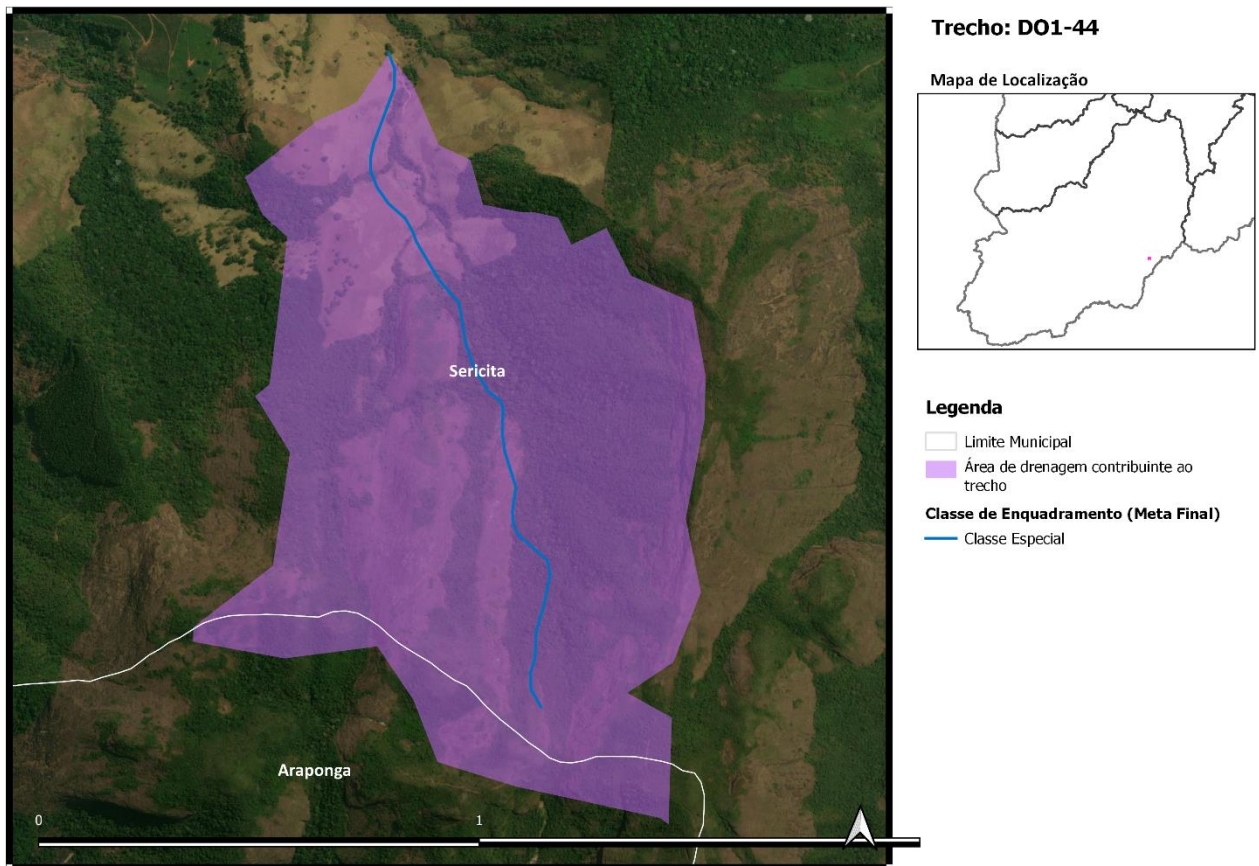 Trecho: DO1-44
Mapa de Localização
Sericita
Araponga
0
1
Legenda
Limite Municipal
Área de drenagem contribuinte ao
trecho
Classe de Enquadramento (Meta Final)
Classe Especial